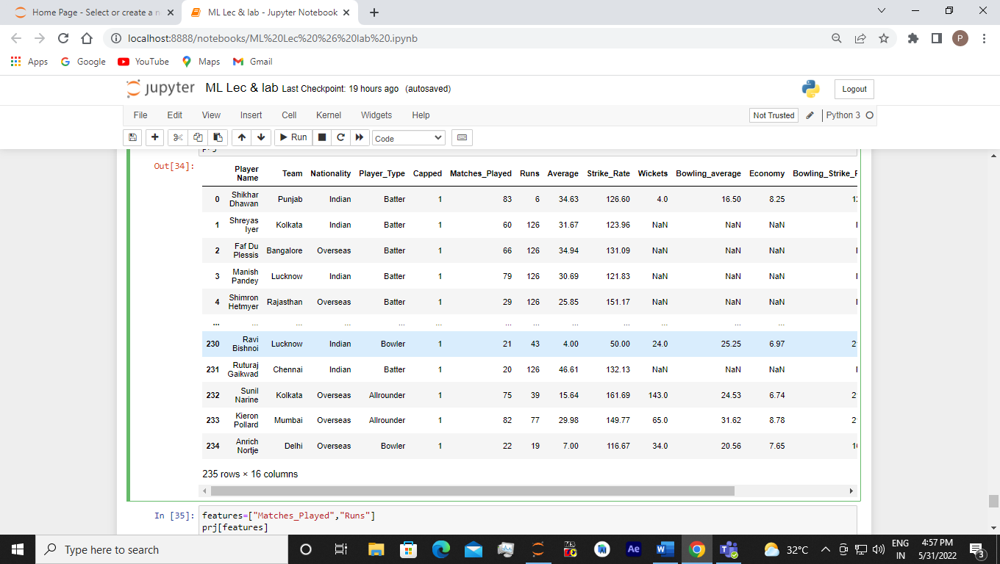 Home Page - Select or create a n
ML Lec & lab - Jupyter Notebook
localhost:8888/notebooks/ML%20Lec%20%26%20lab%20.ipynb
P
Apps Google YouTube Maps Gmail
jupyter ML Lec & lab Last Checkpoint: 19 hours ago (autosaved)
Logout
File Edit View Insert Cell Kernel Widgets Help
Not Trusted Python 3
Run Code
prj
Out[34]:
Player Name Team Nationality Player_Type Capped Matches_Played Runs Average Strike_Rate Wickets Bowling_average Economy Bowling_Strike_
0 Shikhar Dhawan Punjab Indian Batter 1 83 6 34.63 126.60 4.0 16.50 8.25
1 Shreyas Iyer Kolkata Indian Batter 1 60 126 31.67 123.96 NaN NaN NaN
2 Faf Du Plessis Bangalore Overseas Batter 1 66 126 34.94 131.09 NaN NaN NaN
3 Manish Pandey Lucknow Indian Batter 1 79 126 30.69 121.83 NaN NaN NaN
4 Shimron Hetmyer Rajasthan Overseas Batter 1 29 126 25.85 151.17 NaN NaN NaN
... ... ... ... ... ... ... ... ... ... ... ... ...
230 Ravi Bishnoi Lucknow Indian Bowler 1 21 43 4.00 50.00 24.0 25.25 6.97 2
231 Ruturaj Gaikwad Chennai Indian Batter 1 20 126 46.61 132.13 NaN NaN NaN
232 Sunil Narine Kolkata Overseas Allrounder 1 75 39 15.64 161.69 143.0 24.53 6.74 2
233 Kieron Pollard Mumbai Overseas Allrounder 1 82 77 29.98 149.77 65.0 31.62 8.78 2
234 Anrich Nortje Delhi Overseas Bowler 1 22 19 7.00 116.67 34.0 20.56 7.65
235 rows × 16 columns
In [35]: features=["Matches_Played","Runs"]
prj[features]
Type here to search
Ae
32°C
ENG
IN
4:57 PM
5/31/2022
3